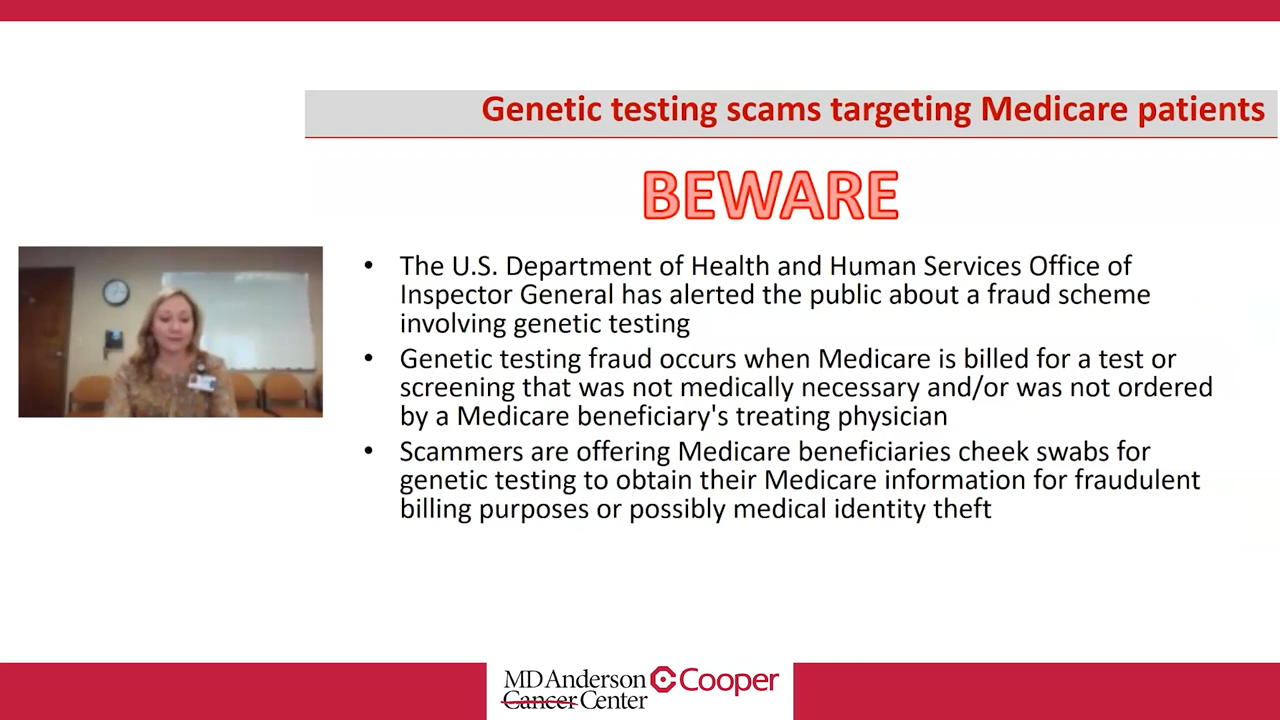 Genetic testing scams targeting Medicare patients
BEWARE
• The U.S. Department of Health and Human Services Office of
Inspector General has alerted the public about a fraud scheme
involving genetic testing
• Genetic testing fraud occurs when Medicare is billed for a test or
screening that was not medically necessary and/or was not ordered
by a Medicare beneficiary's treating physician
• Scammers are offering Medicare beneficiaries cheek swabs for
genetic testing to obtain their Medicare information for fraudulent
billing purposes or possibly medical identity theft
MD Anderson
Cancer Center
Cooper